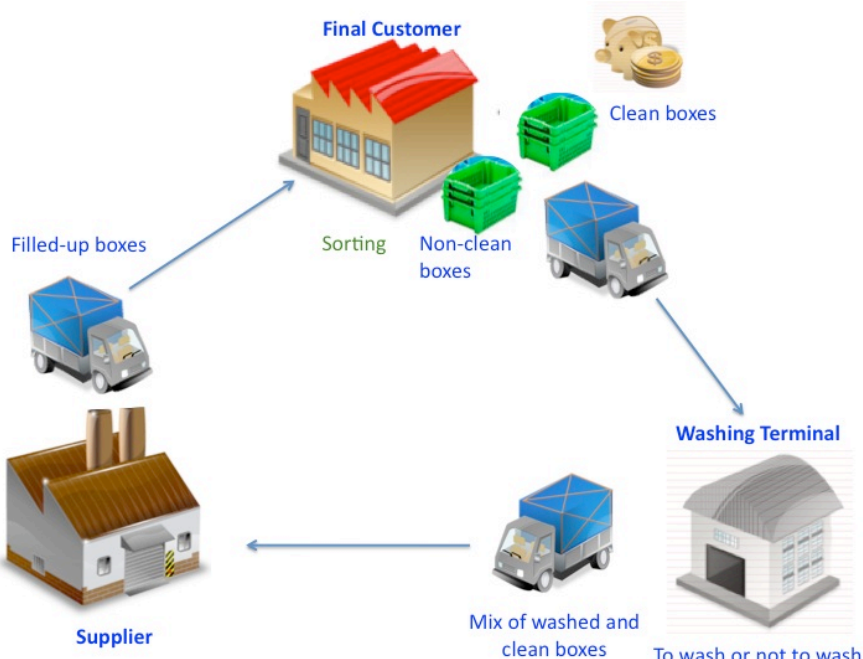 Final Customer
Clean boxes
Filled-up boxes
Sorting
Non-clean
boxes
Washing Terminal
Mix of washed and
clean boxes
To wash or not to wash
Supplier